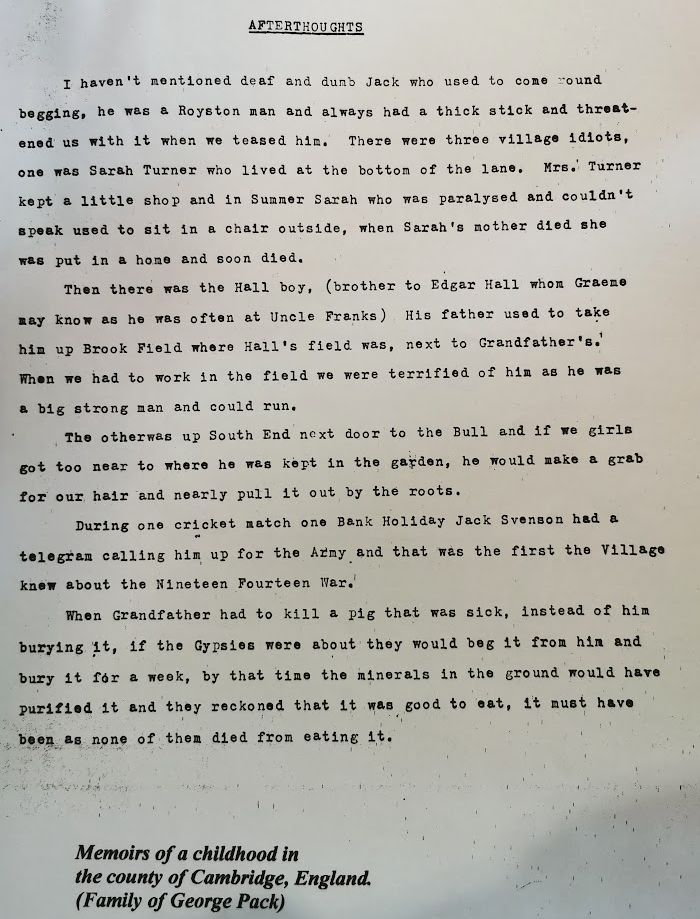 AFTERTHOUGHTS
I haven't mentioned deaf and dumb Jack who used to come round
begging, he was a Royston man and always had a thick stick and threat-
ened us with it when we teased him. There were three village idiots,
one was Sarah Turner who lived at the bottom of the lane. Mrs. Turner
kept a little shop and in Summer Sarah who was paralysed and couldn't
speak used to sit in a chair outside, when Sarah's mother died she
was put in a home and soon died.
Then there was the Hall boy, (brother to Edgar Hall whom Graeme
may know as he was often at Uncle Franks) His father used to take
him up Brook Field where Hall's field was, next to Grandfather's.
When we had to work in the field we were terrified of him as he was
a big strong man and could run.
The otherwas up South End next door to the Bull and if we girls
got too near to where he was kept in the garden, he would make a grab
for our hair and nearly pull it out by the roots.
During one cricket match one Bank Holiday Jack Svenson had a
telegram calling him up for the Army and that was the first the Village
knew about the Nineteen Fourteen War.
When Grandfather had to kill a pig that was sick, instead of him
burying it, if the Gypsies were about they would beg it from him and
bury it for a week, by that time the minerals in the ground would have
purified it and they reckoned that it was good to eat, it must have
been as none of them died from eating it.
Memoirs of a childhood in
the county of Cambridge, England.
(Family of George Pack)